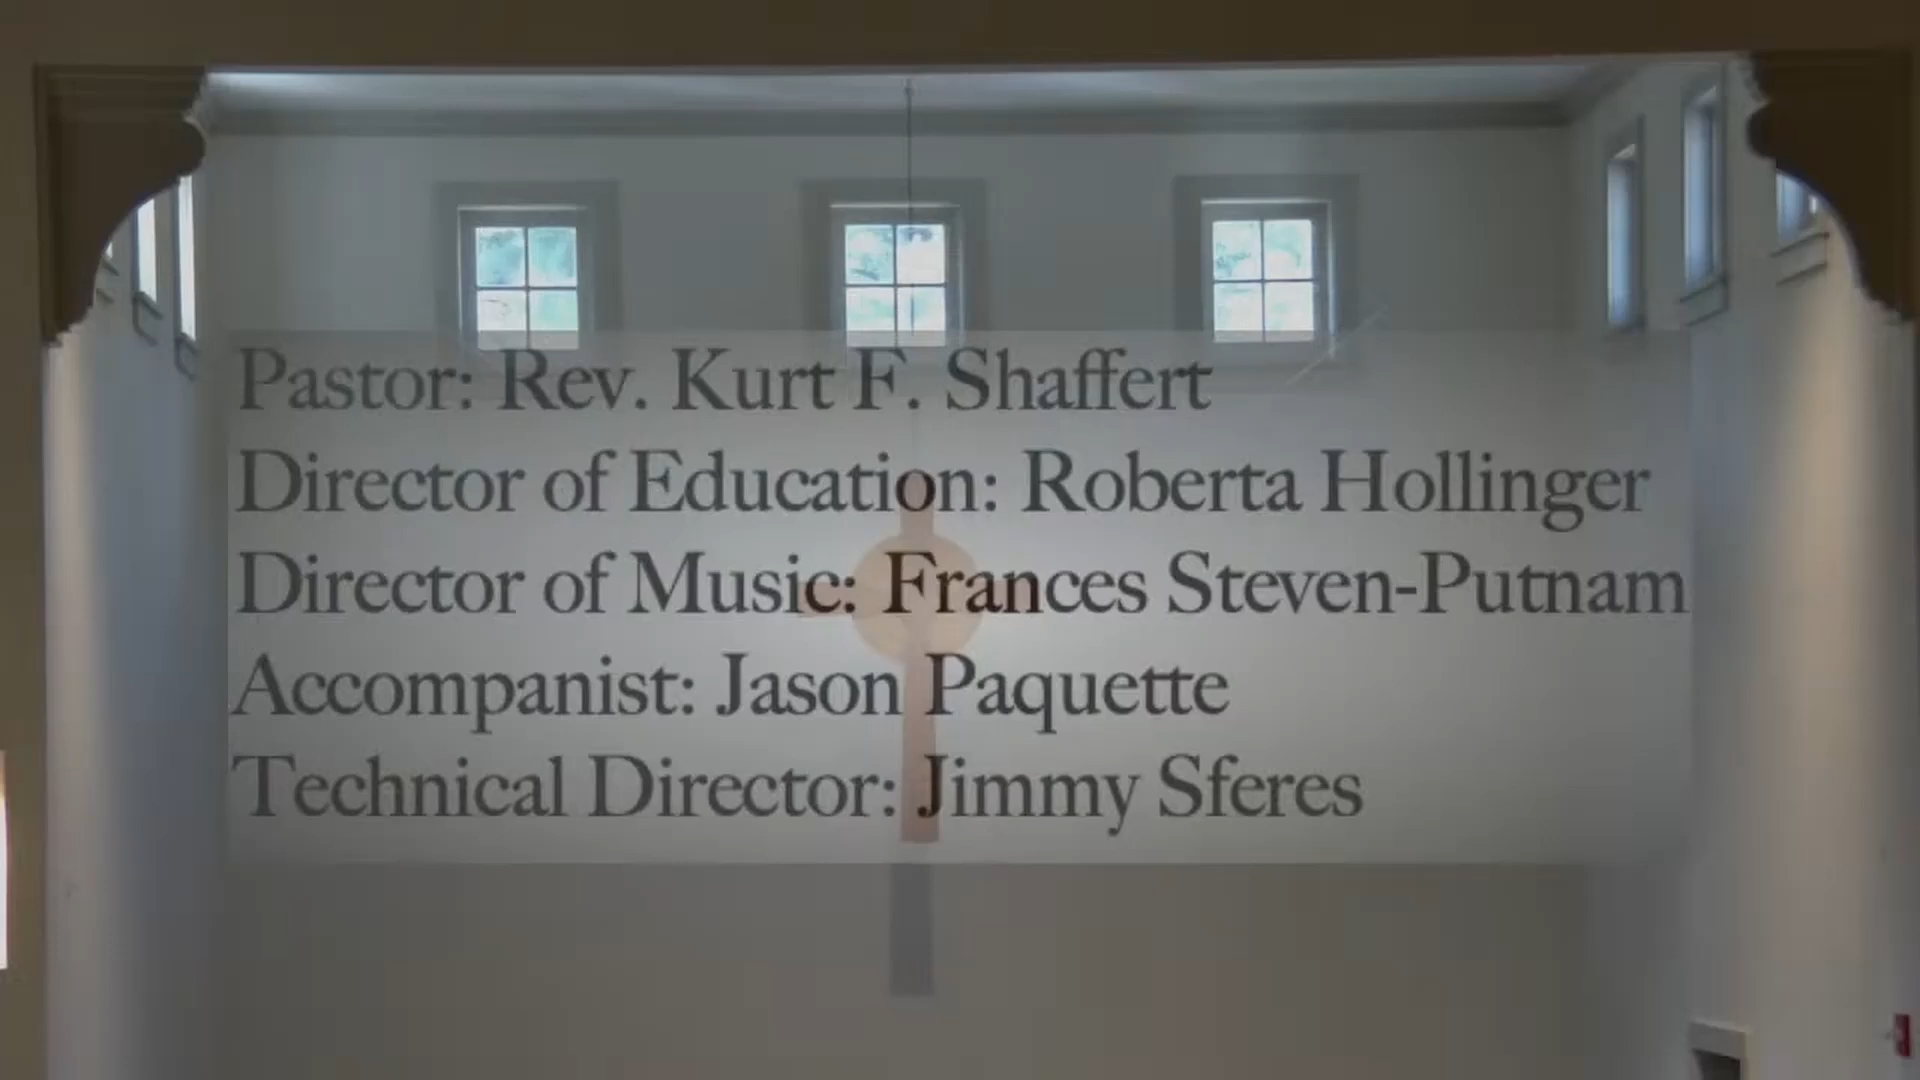 Pastor: Rev. Kurt F. Shaffert
Director of Education: Roberta Hollinger
Director of Music: Frances Steven-Putnam
Accompanist: Jason Paquette
Technical Director: Jimmy Sferes